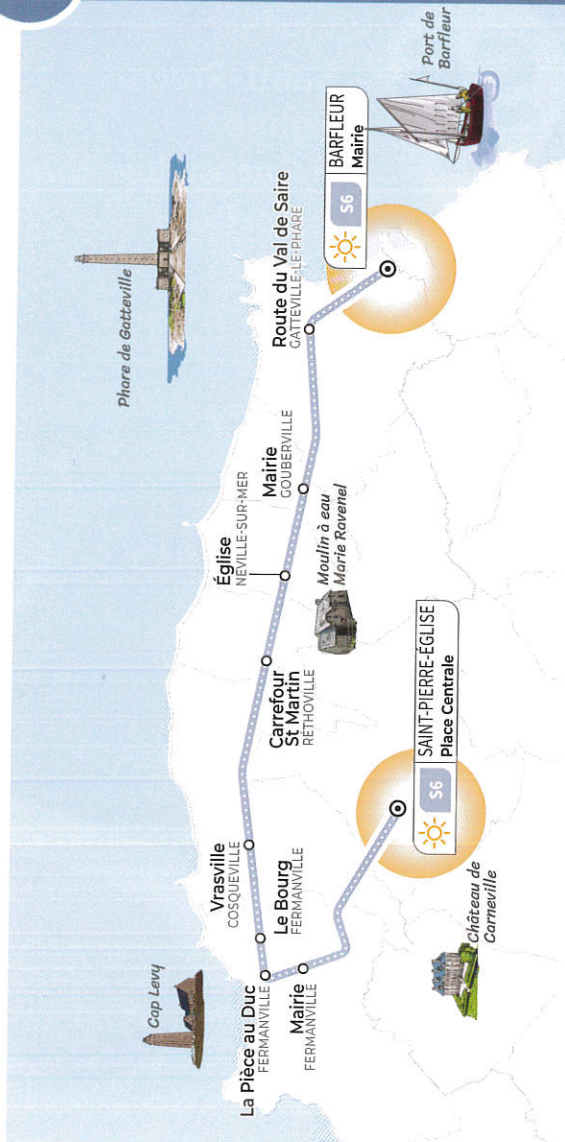 Cap Levy
Phare de Gatteville
Port de
Barfleur
La Pièce au Duc
FERMANVILLE
Mairie
FERMANVILLE
Le Bourg
FERMANVILLE
Vrasville
COSQUEVILLE
Carrefour
St Martin
RÉTHOVILLE
Église
NÉVILLE-SUR-MER
Mairie
GOUBERVILLE
Route du Val de Saire
GATTEVILLE-LE-PHARE
S6
BARFLEUR
Mairie
Moulin à eau
Marie Ravenel
S6
SAINT-PIERRE-ÉGLISE
Place Centrale
Château de
Carneville